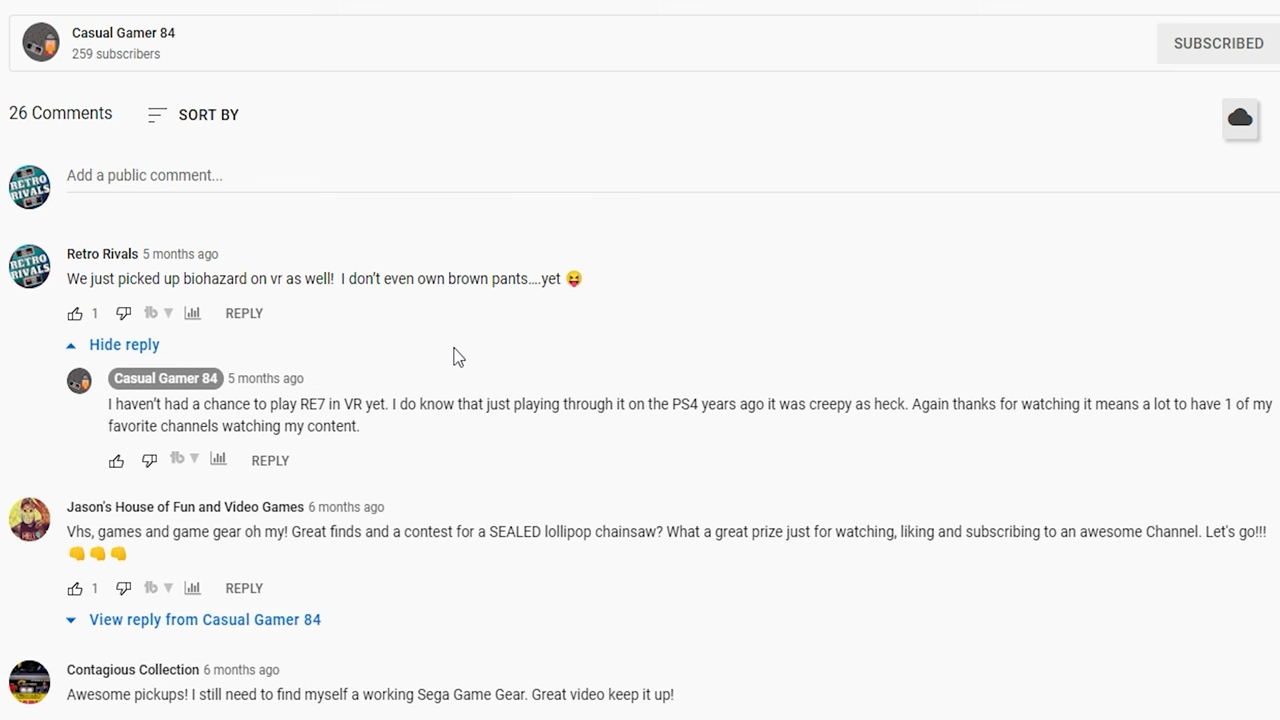 Casual Gamer 84
259 subscribers
SUBSCRIBED
26 Comments
SORT BY
RETRO RIVALS
Add a public comment...
RETRO RIVALS
Retro Rivals 5 months ago
We just picked up biohazard on vr as well!  I don't even own brown pants....yet 😝
1 tb ▼ REPLY
Hide reply
Casual Gamer 84 5 months ago
I haven't had a chance to play RE7 in VR yet. I do know that just playing through it on the PS4 years ago it was creepy as heck. Again thanks for watching it means a lot to have 1 of my
favorite channels watching my content.
tb ▼ REPLY
Jason's House of Fun and Video Games 6 months ago
Vhs, games and game gear oh my! Great finds and a contest for a SEALED lollipop chainsaw? What a great prize just for watching, liking and subscribing to an awesome Channel. Let's go!!!
👊👊👊
1 tb ▼ REPLY
View reply from Casual Gamer 84
Contagious Collection 6 months ago
Awesome pickups! I still need to find myself a working Sega Game Gear. Great video keep it up!